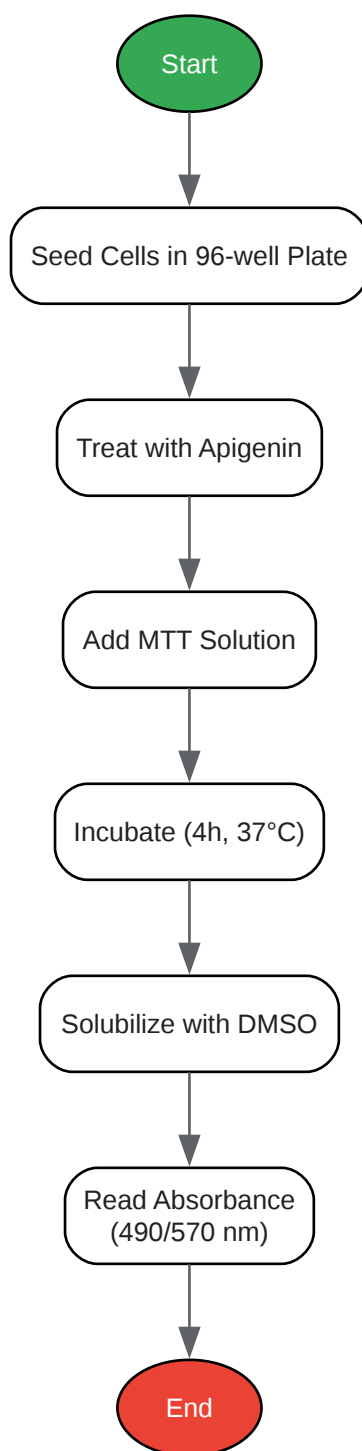 Start
Seed Cells in 96-well Plate
Treat with Apigenin
Add MTT Solution
Incubate (4h, 37°C)
Solubilize with DMSO
Read Absorbance
(490/570 nm)
End